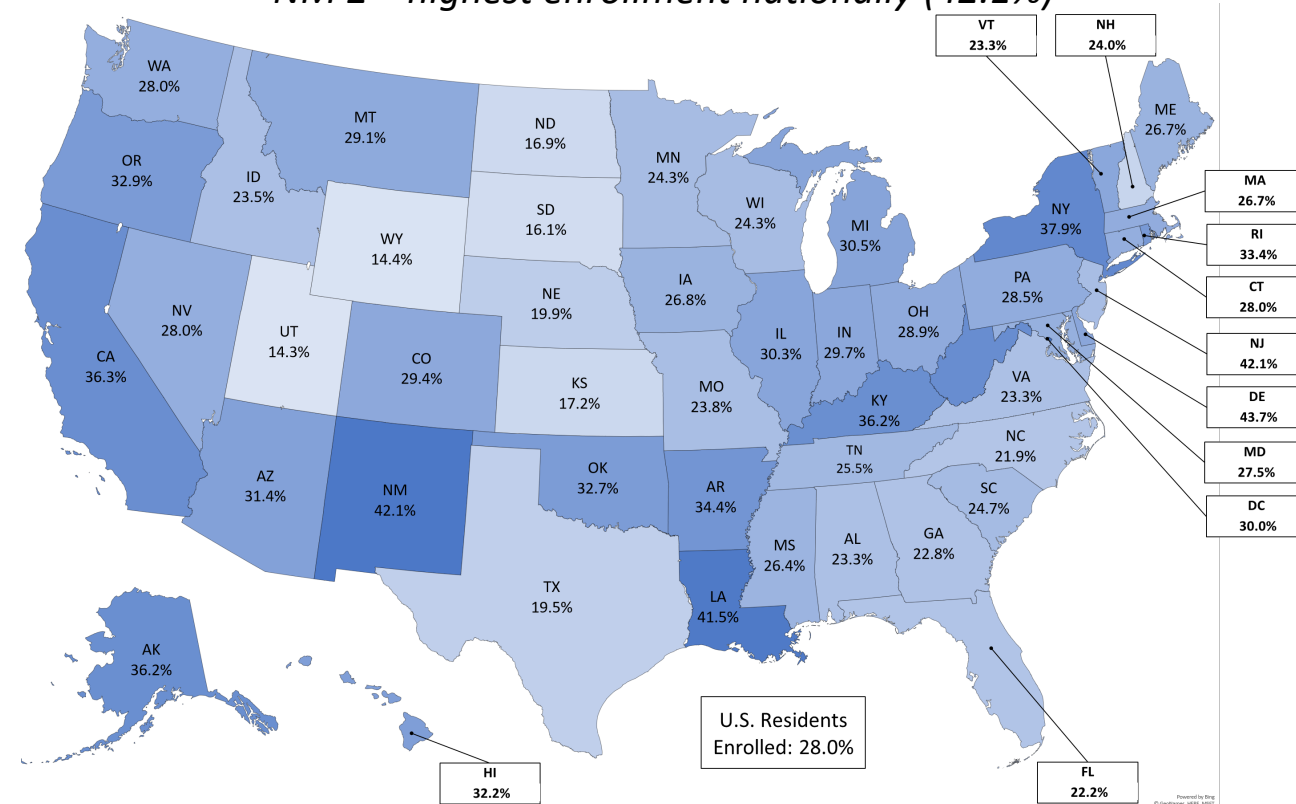 VT
23.3%
NH
24.0%
WA
28.0%
MT
29.1%
ND
16.9%
MN
24.3%
ME
26.7%
OR
32.9%
ID
23.5%
SD
16.1%
WI
24.3%
MI
30.5%
NY
37.9%
MA
26.7%
RI
33.4%
WY
14.4%
IA
26.8%
PA
28.5%
CT
28.0%
NE
19.9%
NV
28.0%
UT
14.3%
CO
29.4%
IL
30.3%
IN
29.7%
OH
28.9%
NJ
42.1%
CA
36.3%
KS
17.2%
MO
23.8%
KY
36.2%
VA
23.3%
DE
43.7%
NC
21.9%
TN
25.5%
MD
27.5%
AZ
31.4%
NM
42.1%
OK
32.7%
AR
34.4%
SC
24.7%
DC
30.0%
MS
26.4%
AL
23.3%
GA
22.8%
TX
19.5%
LA
41.5%
AK
36.2%
U.S. Residents
Enrolled: 28.0%
HI
32.2%
FL
22.2%
Powered by Bing